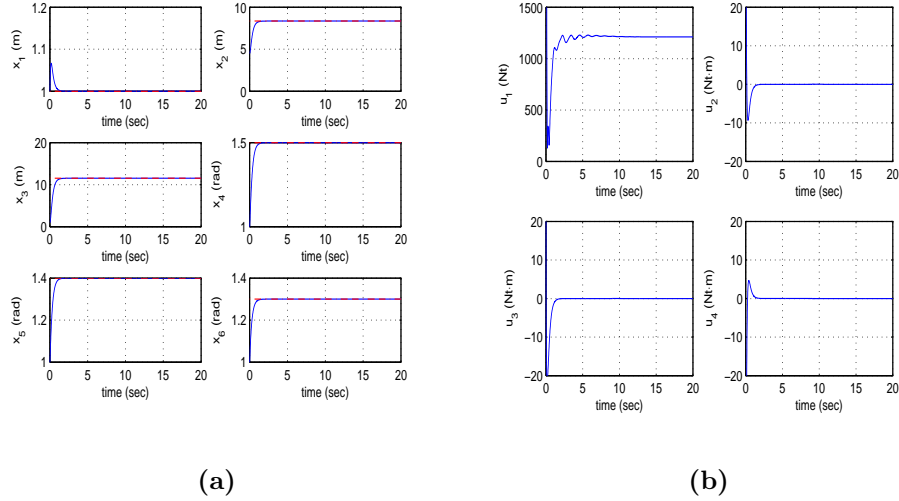 1.2
1.1
1
x1 (m)
0 5 10 15 20
time (sec)
10
5
0
x2 (m)
0 5 10 15 20
time (sec)
20
10
0
x3 (m)
0 5 10 15 20
time (sec)
1.5
1
x4 (rad)
0 5 10 15 20
time (sec)
1.4
1.2
1
x5 (rad)
0 5 10 15 20
time (sec)
1.4
1.2
1
x6 (rad)
0 5 10 15 20
time (sec)
(a)
1500
1000
500
0
u1 (Nt)
0 5 10 15 20
time (sec)
20
10
0
−10
−20
u2 (Nt·m)
0 5 10 15 20
time (sec)
20
10
0
−10
−20
u3 (Nt·m)
0 5 10 15 20
time (sec)
20
10
0
−10
−20
u4 (Nt·m)
0 5 10 15 20
time (sec)
(b)